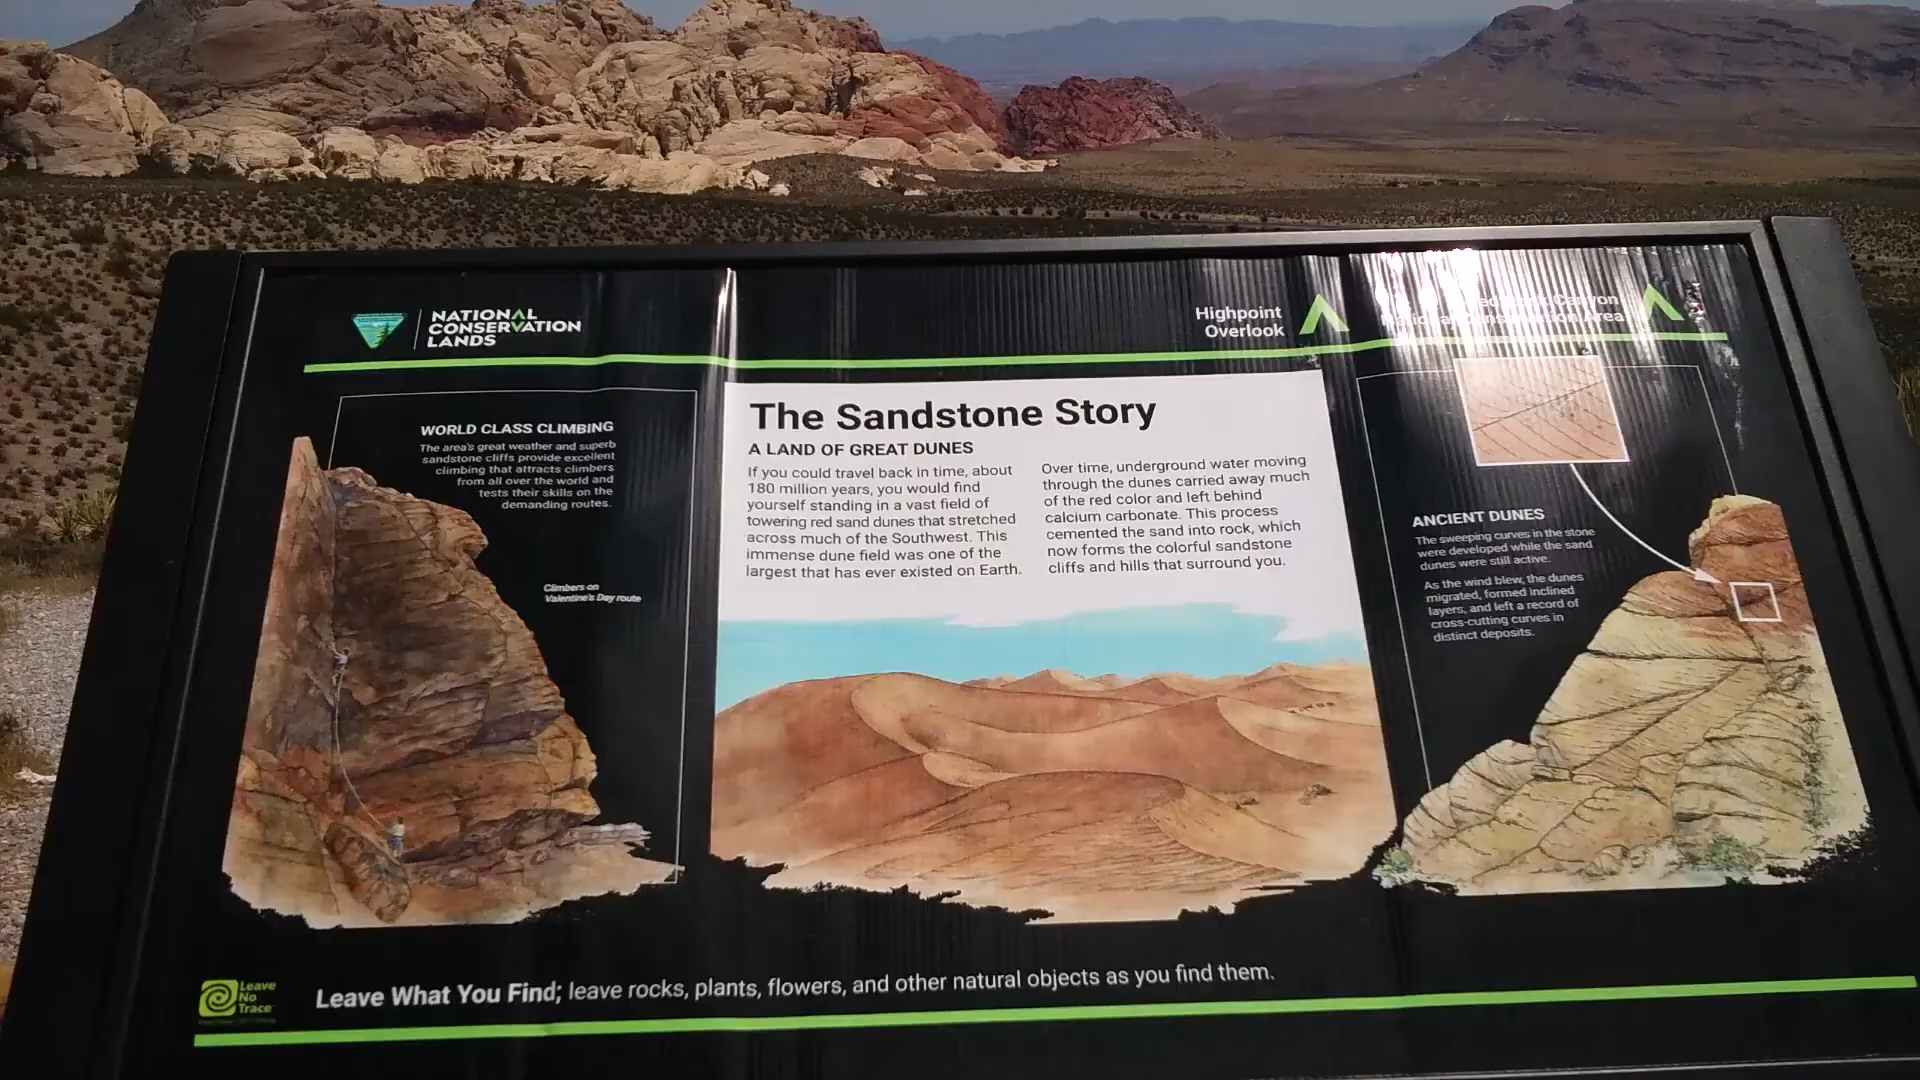 NATIONAL
CONSERVATION
LANDS
Highpoint
Overlook
Canyon
Area
WORLD CLASS CLIMBING
The area's great weather and superb
sandstone cliffs provide excellent
climbing that attracts climbers
from all over the world and
tests their skills on the
demanding routes.
Climbers on
Valentine's Day route
The Sandstone Story
A LAND OF GREAT DUNES
If you could travel back in time, about
180 million years, you would find
yourself standing in a vast field of
towering red sand dunes that stretched
across much of the Southwest. This
immense dune field was one of the
largest that has ever existed on Earth.
Over time, underground water moving
through the dunes carried away much
of the red color and left behind
calcium carbonate. This process
cemented the sand into rock, which
now forms the colorful sandstone
cliffs and hills that surround you.
ANCIENT DUNES
The sweeping curves in the stone
were developed while the sand
dunes were still active.
As the wind blew, the dunes
migrated, formed inclined
layers, and left a record of
cross-cutting curves in
distinct deposits.
Leave
No
Trace
Leave What You Find; leave rocks, plants, flowers, and other natural objects as you find them.